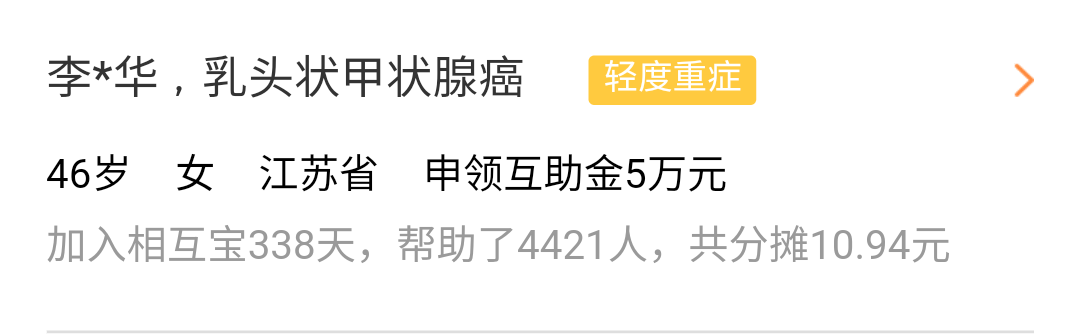 李*华，乳头状甲状腺癌 轻度重症
46岁 女 江苏省 申领互助金5万元
加入相互宝338天，帮助了4421人，共分摊10.94元